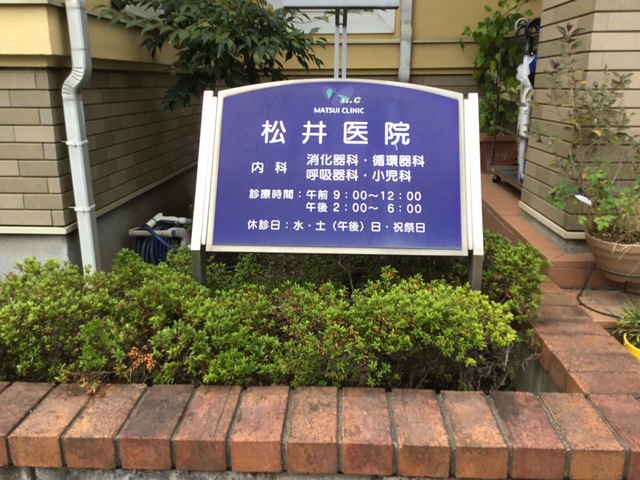 M.C
MATSUI CLINIC
松井医院
内科 消化器科・循環器科
呼吸器科・小児科
診療時間：午前 9：00〜12：00
午後 2：00〜 6：00
休診日：水・土（午後）日・祝祭日